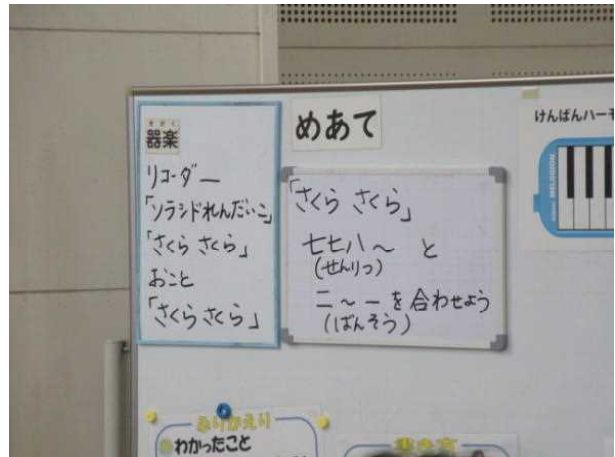 きがく
器楽
リコーダー
「ソラシドれんだいこ」
「さくら さくら」
おこと
「さくらさくら」
めあて
「さくら さくら」
七七八～ と
(せんりつ)
二～一を合わせよう
(ばんそう)
けんばんハーモ
ふりかえり
わかったこと